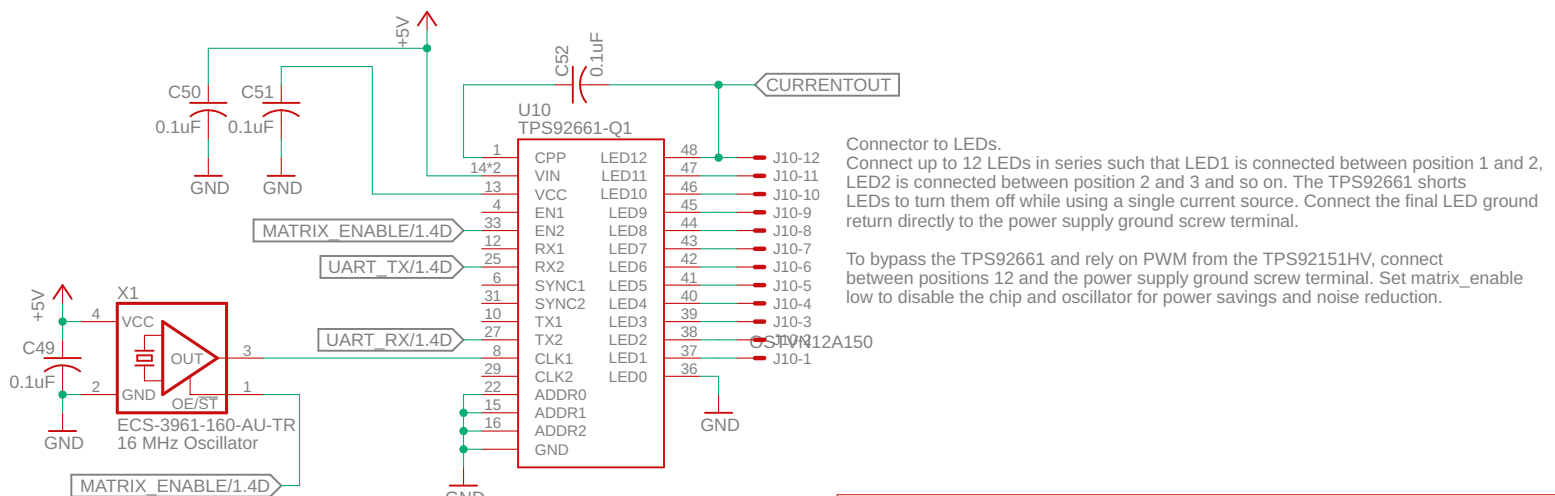 +5V
C50
0.1uF
GND
C51
0.1uF
GND
C52
0.1uF
CURRENTOUT
U10
TPS92661-Q1
1 CPP LED12 48 J10-12
14*2 VIN LED11 47 J10-11
13 VCC LED10 46 J10-10
4 EN1 LED9 45 J10-9
33 EN2 LED8 44 J10-8
12 RX1 LED7 43 J10-7
25 RX2 LED6 42 J10-6
6 SYNC1 LED5 41 J10-5
31 SYNC2 LED4 40 J10-4
10 TX1 LED3 39 J10-3
27 TX2 LED2 38 J10-2
OSTVN12A150
8 CLK1 LED1 37 J10-1
29 CLK2 LED0 36
22 ADDR0
15 ADDR1
16 ADDR2
GND
GND
GND
MATRIX_ENABLE/1.4D
UART_TX/1.4D
UART_RX/1.4D
Connector to LEDs.
Connect up to 12 LEDs in series such that LED1 is connected between position 1 and 2,
LED2 is connected between position 2 and 3 and so on. The TPS92661 shorts
LEDs to turn them off while using a single current source. Connect the final LED ground
return directly to the power supply ground screw terminal.
To bypass the TPS92661 and rely on PWM from the TPS92151HV, connect
between positions 12 and the power supply ground screw terminal. Set matrix_enable
low to disable the chip and oscillator for power savings and noise reduction.
+5V
X1
4 VCC
C49
0.1uF
OUT 3
2 GND
OE/ST 1
GND
ECS-3961-160-AU-TR
16 MHz Oscillator
MATRIX_ENABLE/1.4D